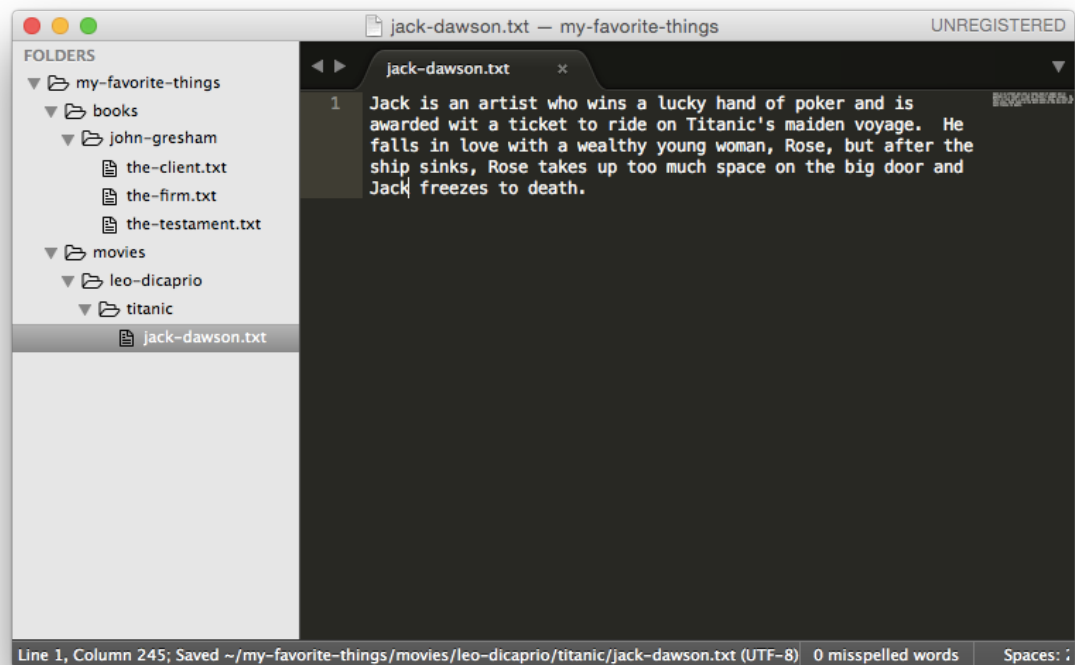 jack-dawson.txt — my-favorite-things
UNREGISTERED
FOLDERS
my-favorite-things
books
john-gresham
the-client.txt
the-firm.txt
the-testament.txt
movies
leo-dicaprio
titanic
jack-dawson.txt
jack-dawson.txt ×
1 Jack is an artist who wins a lucky hand of poker and is
awarded wit a ticket to ride on Titanic's maiden voyage.  He
falls in love with a wealthy young woman, Rose, but after the
ship sinks, Rose takes up too much space on the big door and
Jack freezes to death.
Line 1, Column 245; Saved ~/my-favorite-things/movies/leo-dicaprio/titanic/jack-dawson.txt (UTF-8) 0 misspelled words Spaces: